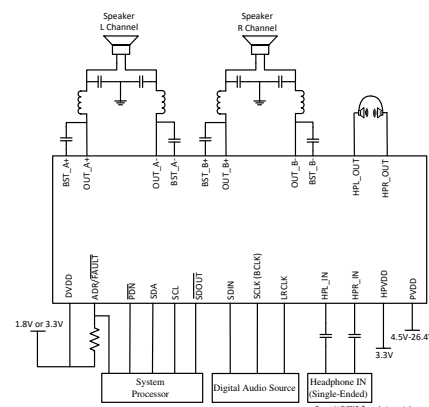 Speaker
L Channel
Speaker
R Channel
BST_A+
OUT_A+
OUT_A-
BST_A-
BST_B+
OUT_B+
OUT_B-
BST_B-
HPL_OUT
HPR_OUT
DVDD
ADR/FAULT
PDN
SDA
SCL
SDOUT
SDIN
SCLK (BCLK)
LRCLK
HPL_IN
HPR_IN
HPVDD
PVDD
1.8V or 3.3V
3.3V
4.5V-26.4
System
Processor
Digital Audio Source
Headphone IN
(Single-Ended)